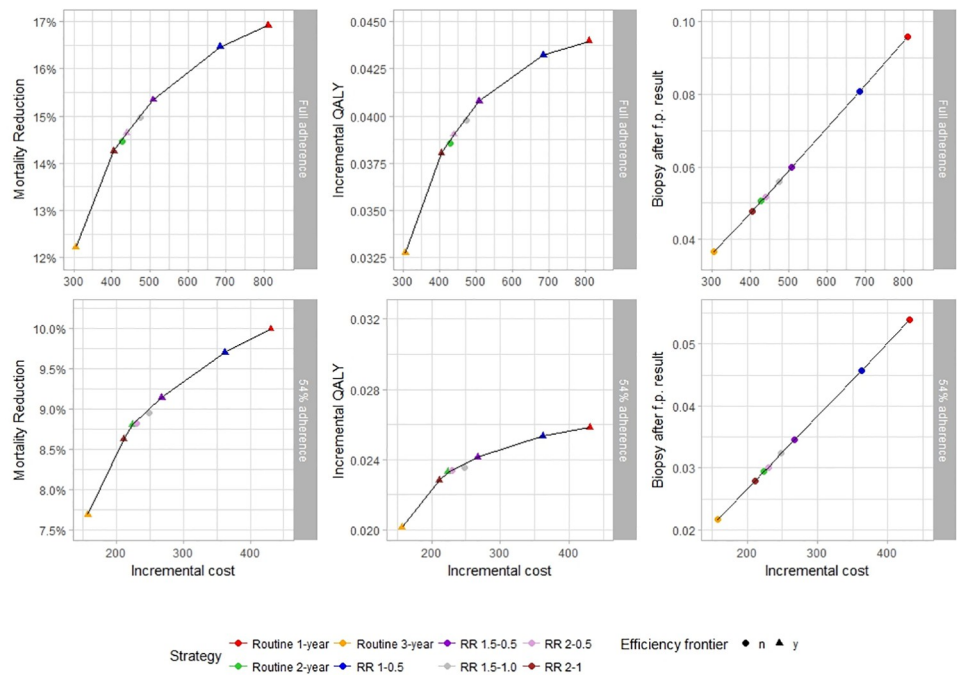 Mortality Reduction
17%
16%
15%
14%
13%
12%
300 400 500 600 700 800
Full adherence
Incremental QALY
0.0450
0.0425
0.0400
0.0375
0.0350
0.0325
300 400 500 600 700 800
Full adherence
Biopsy after f.p. result
0.10
0.08
0.06
0.04
300 400 500 600 700 800
Full adherence
Mortality Reduction
10.0%
9.5%
9.0%
8.5%
8.0%
7.5%
200 300 400
Incremental cost
54% adherence
Incremental QALY
0.032
0.028
0.024
0.020
200 300 400
Incremental cost
54% adherence
Biopsy after f.p. result
0.05
0.04
0.03
0.02
200 300 400
Incremental cost
54% adherence
Strategy
Routine 1-year Routine 3-year RR 1.5-0.5 RR 2-0.5
Routine 2-year RR 1-0.5 RR 1.5-1.0 RR 2-1
Efficiency frontier n y